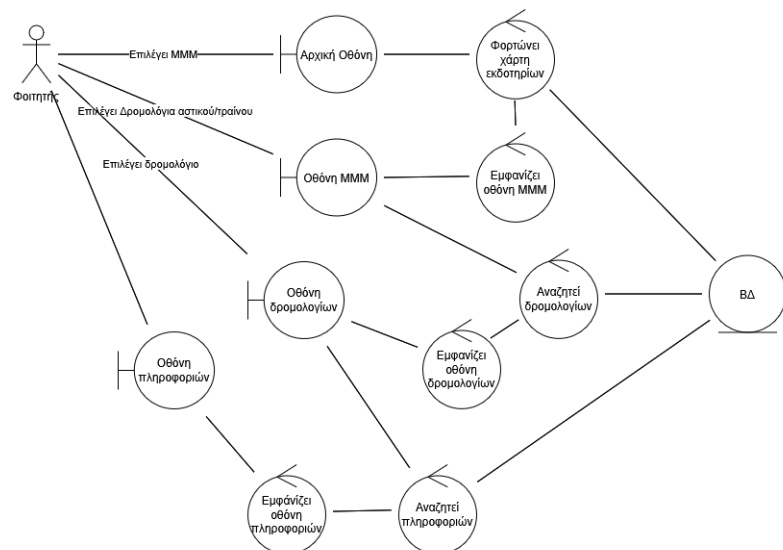 Επιλέγει ΜΜΜ
Αρχική Οθόνη
Φορτώνει
χάρτη
εκδοτηρίων
Φοιτητής
Επιλέγει Δρομολόγια αστικού/τραίνου
Επιλέγει δρομολόγιο
Οθόνη ΜΜΜ
Εμφανίζει
οθόνη ΜΜΜ
Οθόνη
δρομολογίων
Αναζητεί
δρομολογίων
ΒΔ
Οθόνη
πληροφοριών
Εμφανίζει
οθόνη
δρομολογίων
Εμφάνίζει
οθόνη
πληροφοριών
Αναζητεί
πληροφοριών